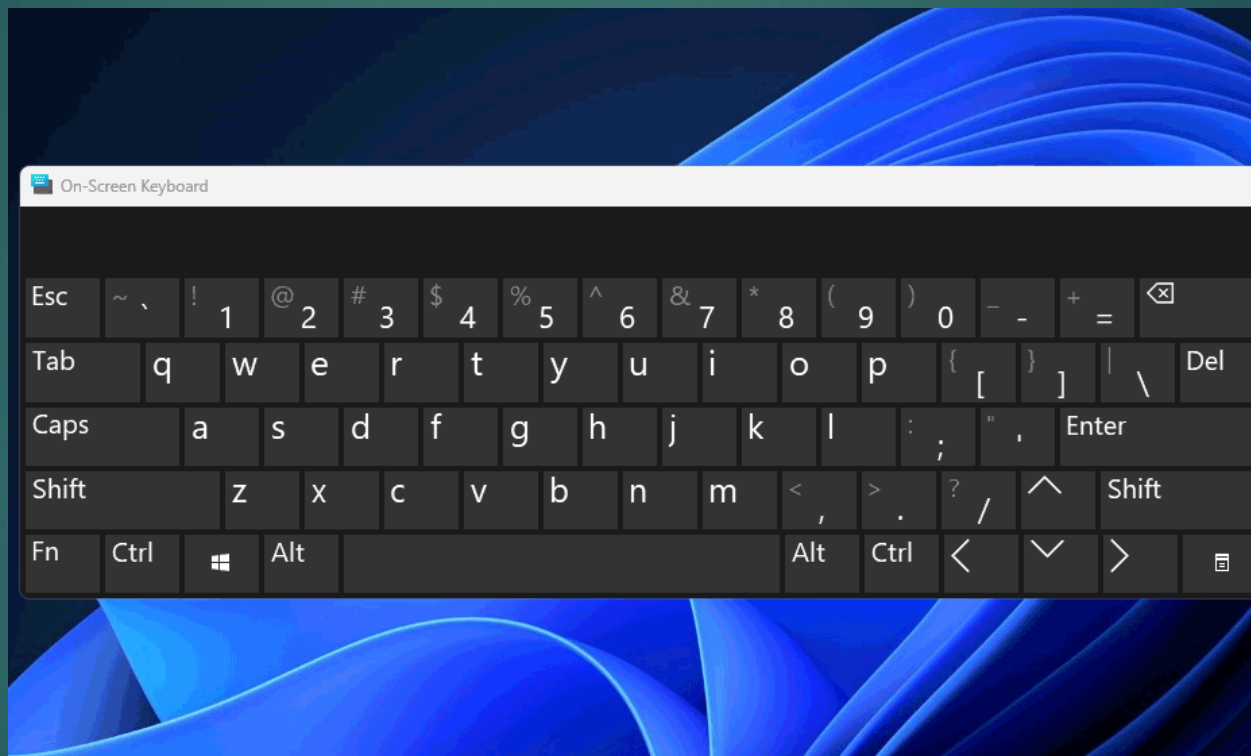 On-Screen Keyboard
Esc ~ ` ! 1 @ 2 # 3 $ 4 % 5 ^ 6 & 7 * 8 ( 9 ) 0 _ - + =
Tab q w e r t y u i o p { [ } ] | \ Del
Caps a s d f g h j k l : ; " ' Enter
Shift z x c v b n m < , > . ? / Shift
Fn Ctrl Alt Alt Ctrl